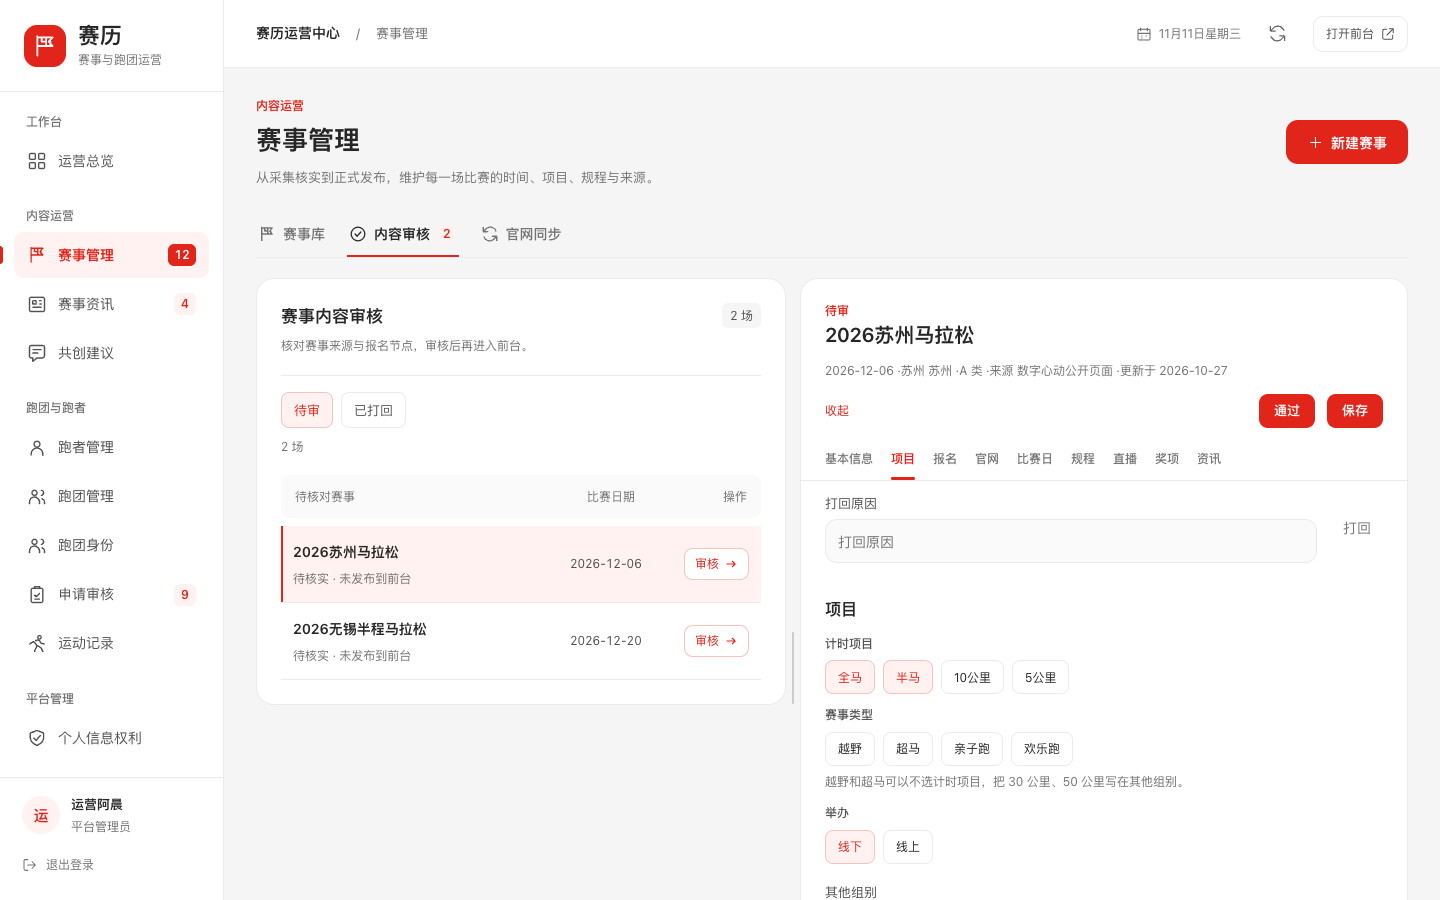 赛历
赛事与跑团运营
工作台
运营总览
内容运营
赛事管理 12
赛事资讯 4
共创建议
跑团与跑者
跑者管理
跑团管理
跑团身份
申请审核 9
运动记录
平台管理
个人信息权利
运 运营阿晨
平台管理员
退出登录
赛历运营中心 / 赛事管理
11月11日星期三
打开前台
内容运营
赛事管理
从采集核实到正式发布，维护每一场比赛的时间、项目、规程与来源。
新建赛事
赛事库 内容审核 2 官网同步
赛事内容审核 2 场
核对赛事来源与报名节点，审核后再进入前台。
待审 已打回
2 场
待核对赛事 比赛日期 操作
2026苏州马拉松
待核实 · 未发布到前台
2026-12-06 审核 →
2026无锡半程马拉松
待核实 · 未发布到前台
2026-12-20 审核 →
待审
2026苏州马拉松
2026-12-06 ·苏州 苏州 ·A 类 ·来源 数字心动公开页面 ·更新于 2026-10-27
收起 通过 保存
基本信息 项目 报名 官网 比赛日 规程 直播 奖项 资讯
打回原因
打回原因 打回
项目
计时项目
全马 半马 10公里 5公里
赛事类型
越野 超马 亲子跑 欢乐跑
越野和超马可以不选计时项目，把 30 公里、50 公里写在其他组别。
举办
线下 线上
其他组别